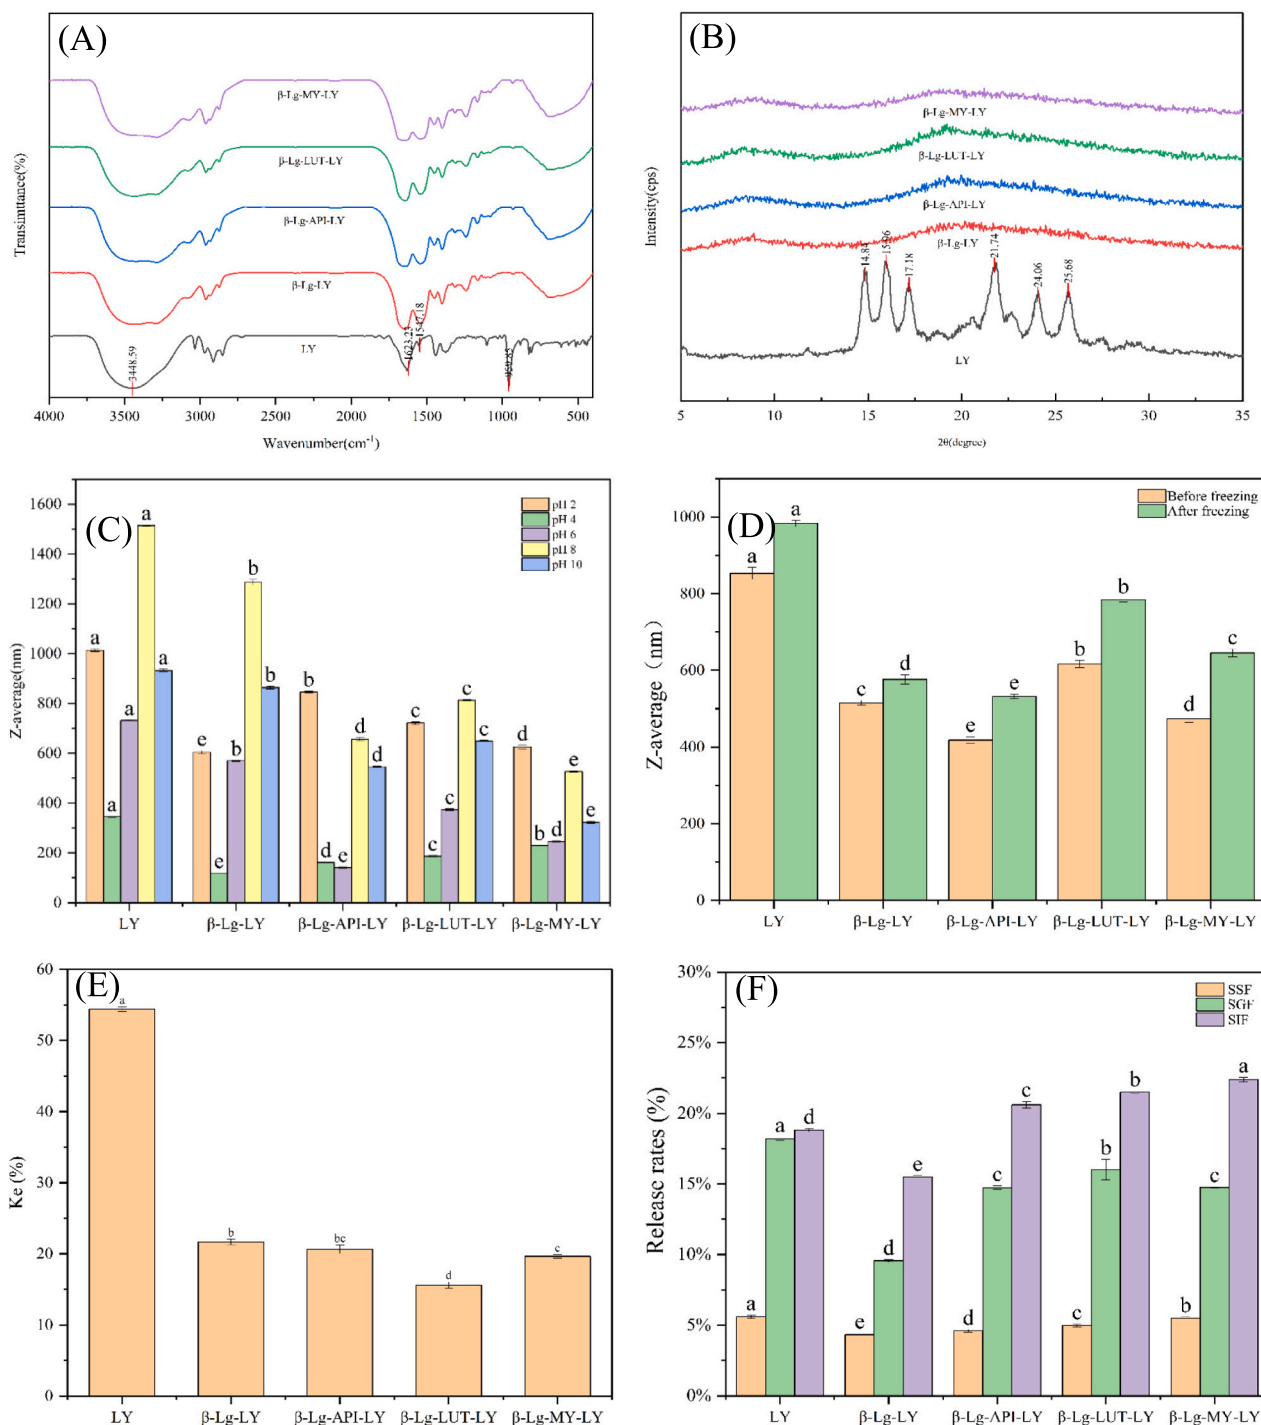 (A)
β-Lg-MY-LY
β-Lg-LUT-LY
β-Lg-API-LY
β-Lg-LY
LY
3448.59
1623.25
1547.18
959.85
Transmttance(%)
4000 3500 3000 2500 2000 1500 1000 500
Wavenumber(cm⁻¹)
(B)
β-Lg-MY-LY
β-Lg-LUT-LY
β-Lg-API-LY
β-Lg-LY
14.84
15.96
17.18
21.74
24.06
25.68
LY
Intensity(cps)
5 10 15 20 25 30 35
2θ(degree)
(C)
pH 2
pH 4
pH 6
pH 8
pH 10
Z-average(nm)
1600
1400
1200
1000
800
600
400
200
0
a a a a a
e e b b b
b d e d d
c c c c c
d b d e e
LY β-Lg-LY β-Lg-API-LY β-Lg-LUT-LY β-Lg-MY-LY
(D)
Before freezing
After freezing
Z-average (nm)
1000
800
600
400
200
0
a a
c d
e e
b b
d c
LY β-Lg-LY β-Lg-API-LY β-Lg-LUT-LY β-Lg-MY-LY
(E)
Ke (%)
60
50
40
30
20
10
0
a b bc d c
LY β-Lg-LY β-Lg-API-LY β-Lg-LUT-LY β-Lg-MY-LY
(F)
SSF
SGF
SIF
Release rates (%)
30%
25%
20%
15%
10%
5%
0%
a a d
e d e
d c c
c b b
b c a
LY β-Lg-LY β-Lg-API-LY β-Lg-LUT-LY β-Lg-MY-LY